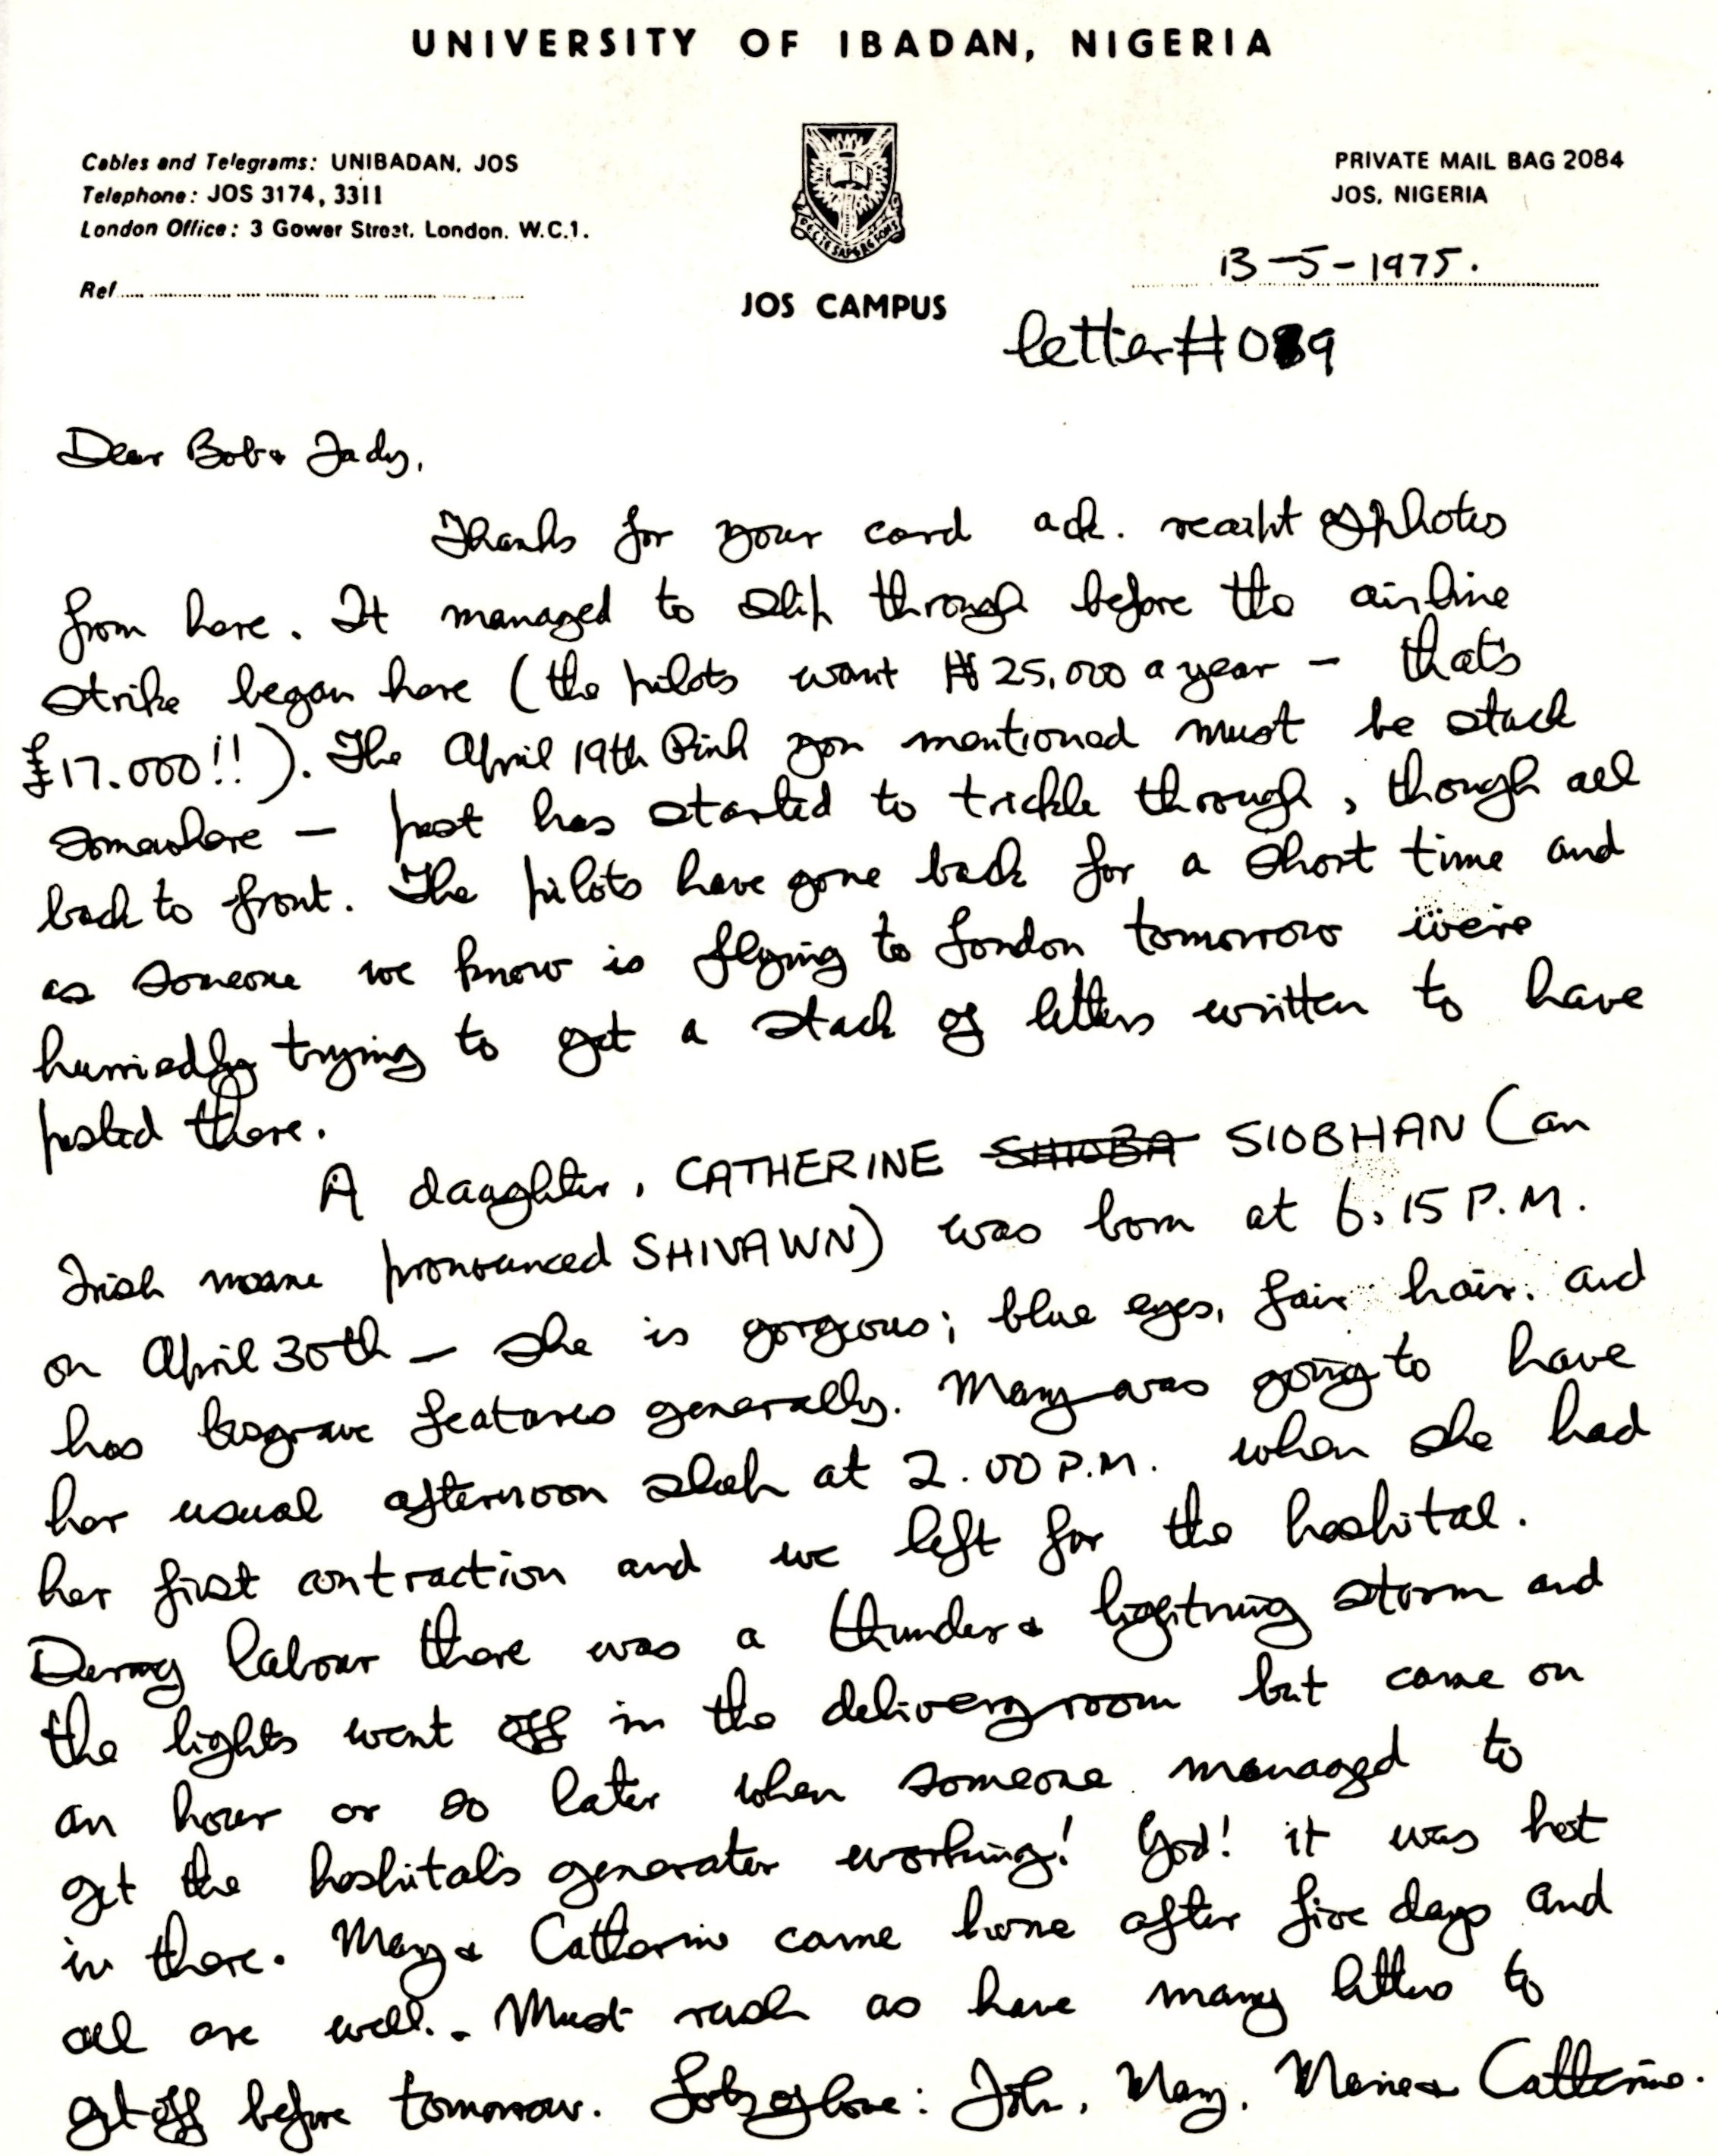 UNIVERSITY OF IBADAN, NIGERIA
Cables and Telegrams: UNIBADAN, JOS
Telephone: JOS 3174, 3311
London Office: 3 Gower Street, London. W.C.1.
Ref
PRIVATE MAIL BAG 2084
JOS, NIGERIA
13-5-1975.
JOS CAMPUS
letter #089
Dear Bob & Judy,
Thanks for your card ack. receipt of photos
from here. It managed to slip through before the airline
strike began here (the pilots want ₦25,000 a year - that's
£17.000!!). The April 19th Pink you mentioned must be stuck
somewhere - post has started to trickle through, though all
back to front. The pilots have gone back for a short time and
as someone we know is flying to London tomorrow we're
hurriedly trying to get a stack of letters written to have
posted there.
A daughter, CATHERINE SHIOBA SIOBHAN (an
Irish name pronounced SHIVAWN) was born at 6.15 P.M.
on April 30th - she is gorgeous; blue eyes, fair hair. and
has features generally. Mary was going to have
her usual afternoon sleep at 2.00 P.M. when she had
her first contraction and we left for the hospital.
During labour there was a thunder & lightning storm and
the lights went off in the delivery room but came on
an hour or so later when someone managed to
get the hospital's generator working! God! it was hot
in there. Mary & Catherine came home after five days and
all are well. Must rush as have many letters to
get off before tomorrow. Lots of love: John, Mary, Marie & Catherine.